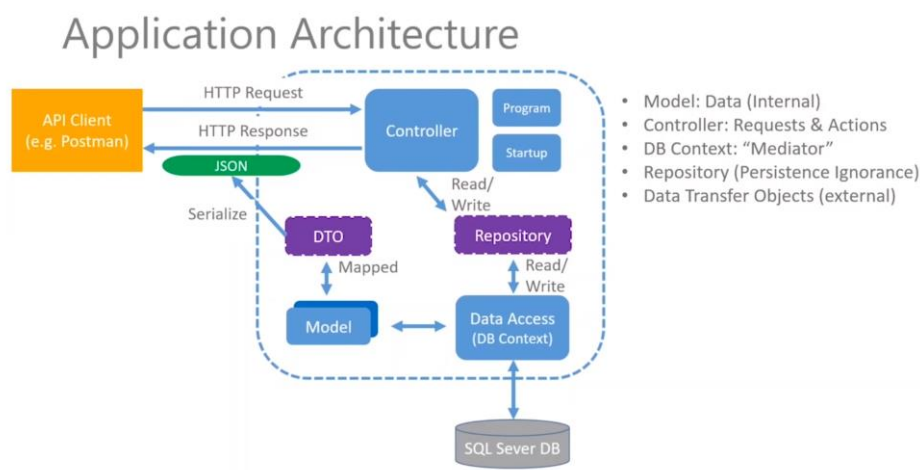 Application Architecture
API Client
(e.g. Postman)
HTTP Request
HTTP Response
JSON
Serialize
Controller
Program
Startup
Read/
Write
DTO
Repository
Mapped
Read/
Write
Model
Data Access
(DB Context)
SQL Sever DB
• Model: Data (Internal)
• Controller: Requests & Actions
• DB Context: “Mediator”
• Repository (Persistence Ignorance)
• Data Transfer Objects (external)